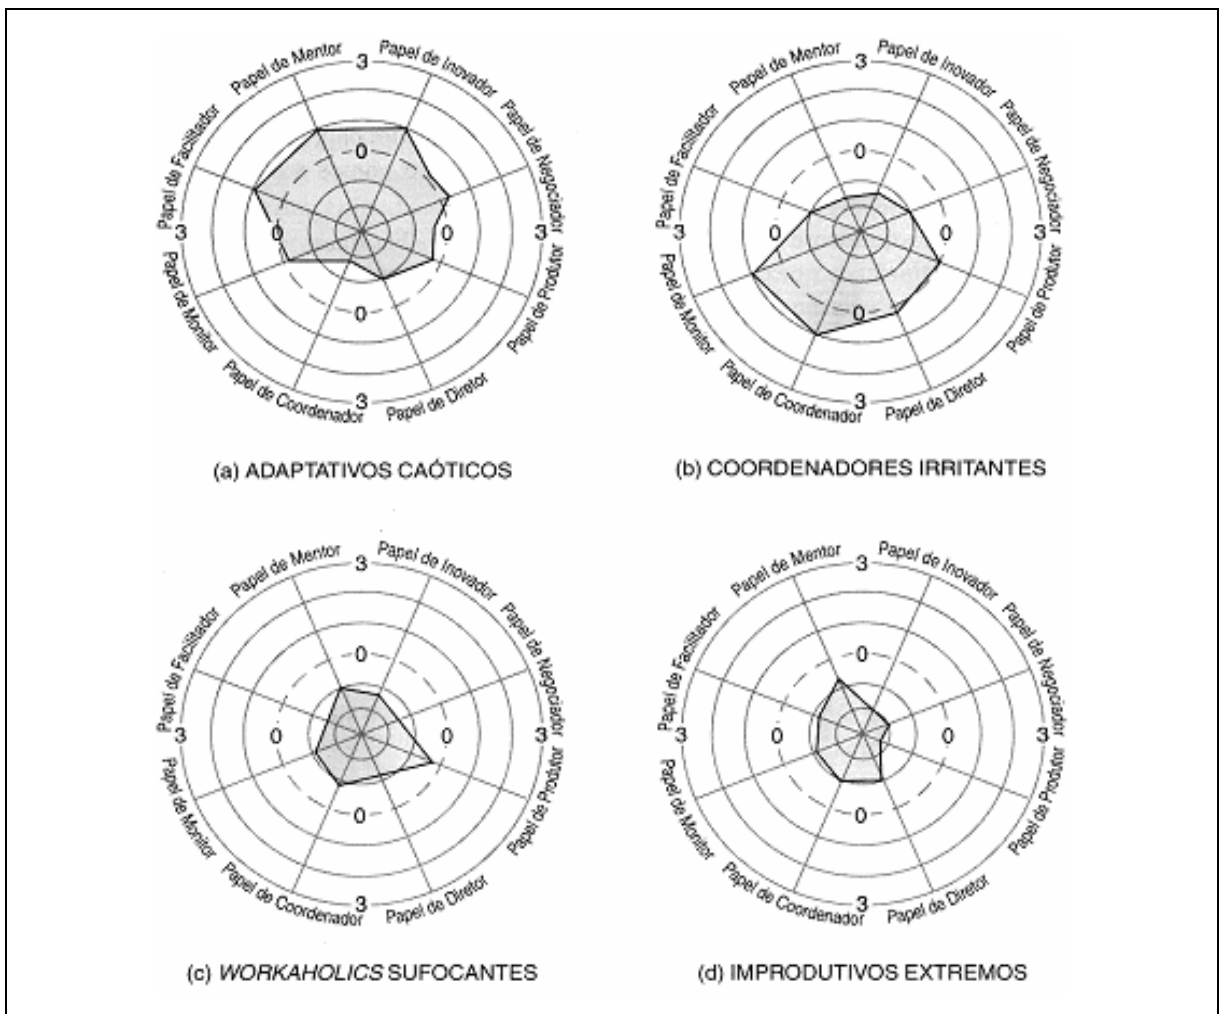 Papel de Mentor
3
Papel de Inovador
Papel de Facilitador
Papel de Negociador
0
3
0
0
3
Papel de Monitor
Papel de Produtor
0
Papel de Coordenador
3
Papel de Diretor
(a) ADAPTATIVOS CAÓTICOS
Papel de Mentor
3
Papel de Inovador
Papel de Facilitador
Papel de Negociador
0
3
0
0
3
Papel de Monitor
Papel de Produtor
0
Papel de Coordenador
3
Papel de Diretor
(b) COORDENADORES IRRITANTES
Papel de Mentor
3
Papel de Inovador
Papel de Facilitador
Papel de Negociador
0
3
0
0
3
Papel de Monitor
Papel de Produtor
0
Papel de Coordenador
3
Papel de Diretor
(c) WORKAHOLICS SUFOCANTES
Papel de Mentor
3
Papel de Inovador
Papel de Facilitador
Papel de Negociador
0
3
0
0
3
Papel de Monitor
Papel de Produtor
0
Papel de Coordenador
3
Papel de Diretor
(d) IMPRODUTIVOS EXTREMOS